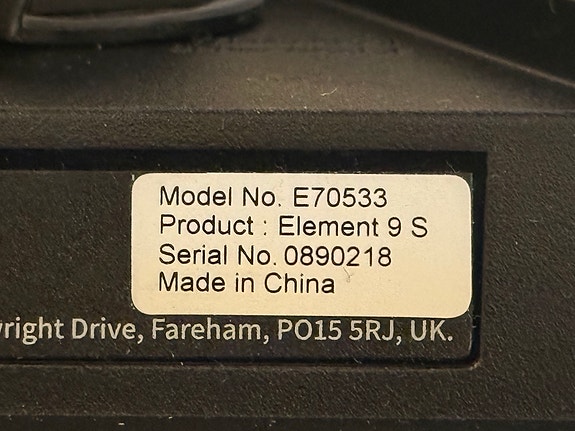 Model No. E70533
Product : Element 9 S
Serial No. 0890218
Made in China
Drive, Fareham, PO15 5RJ, UK.